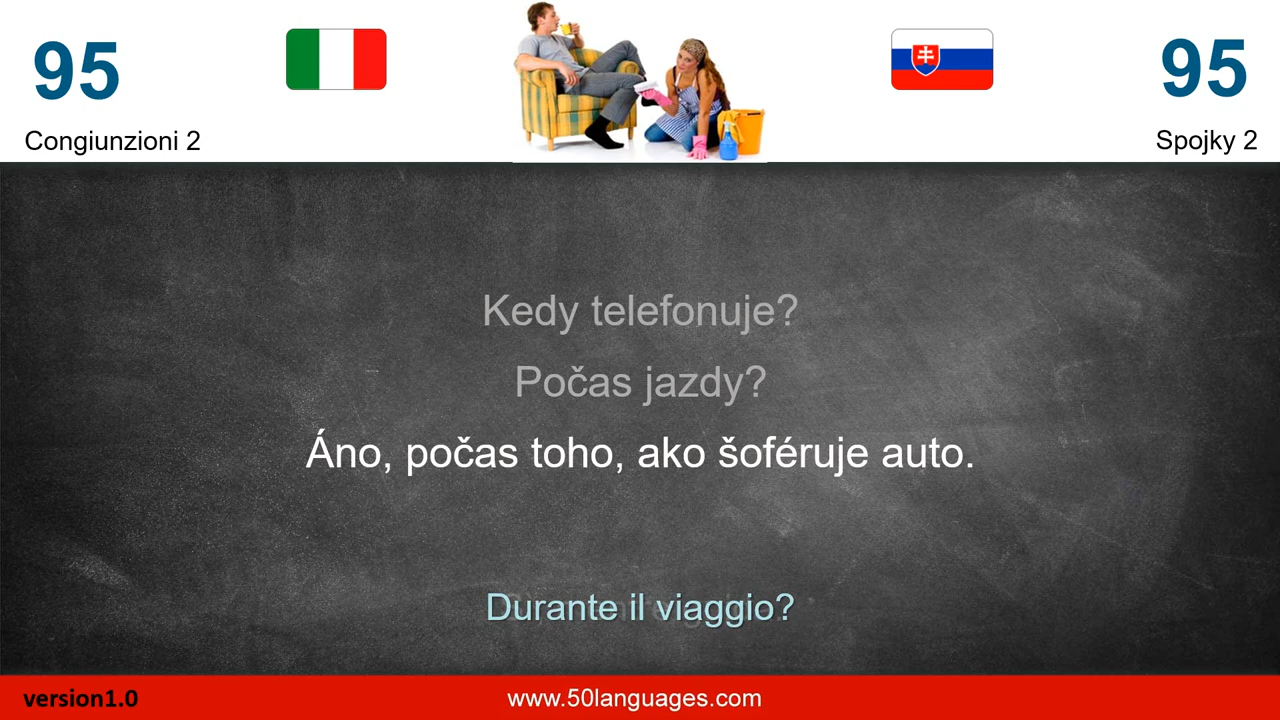 95
95
Congiunzioni 2
Spojky 2
Kedy telefonuje?
Počas jazdy?
Áno, počas toho, ako šoféruje auto.
Durante il viaggio?
version1.0
www.50languages.com